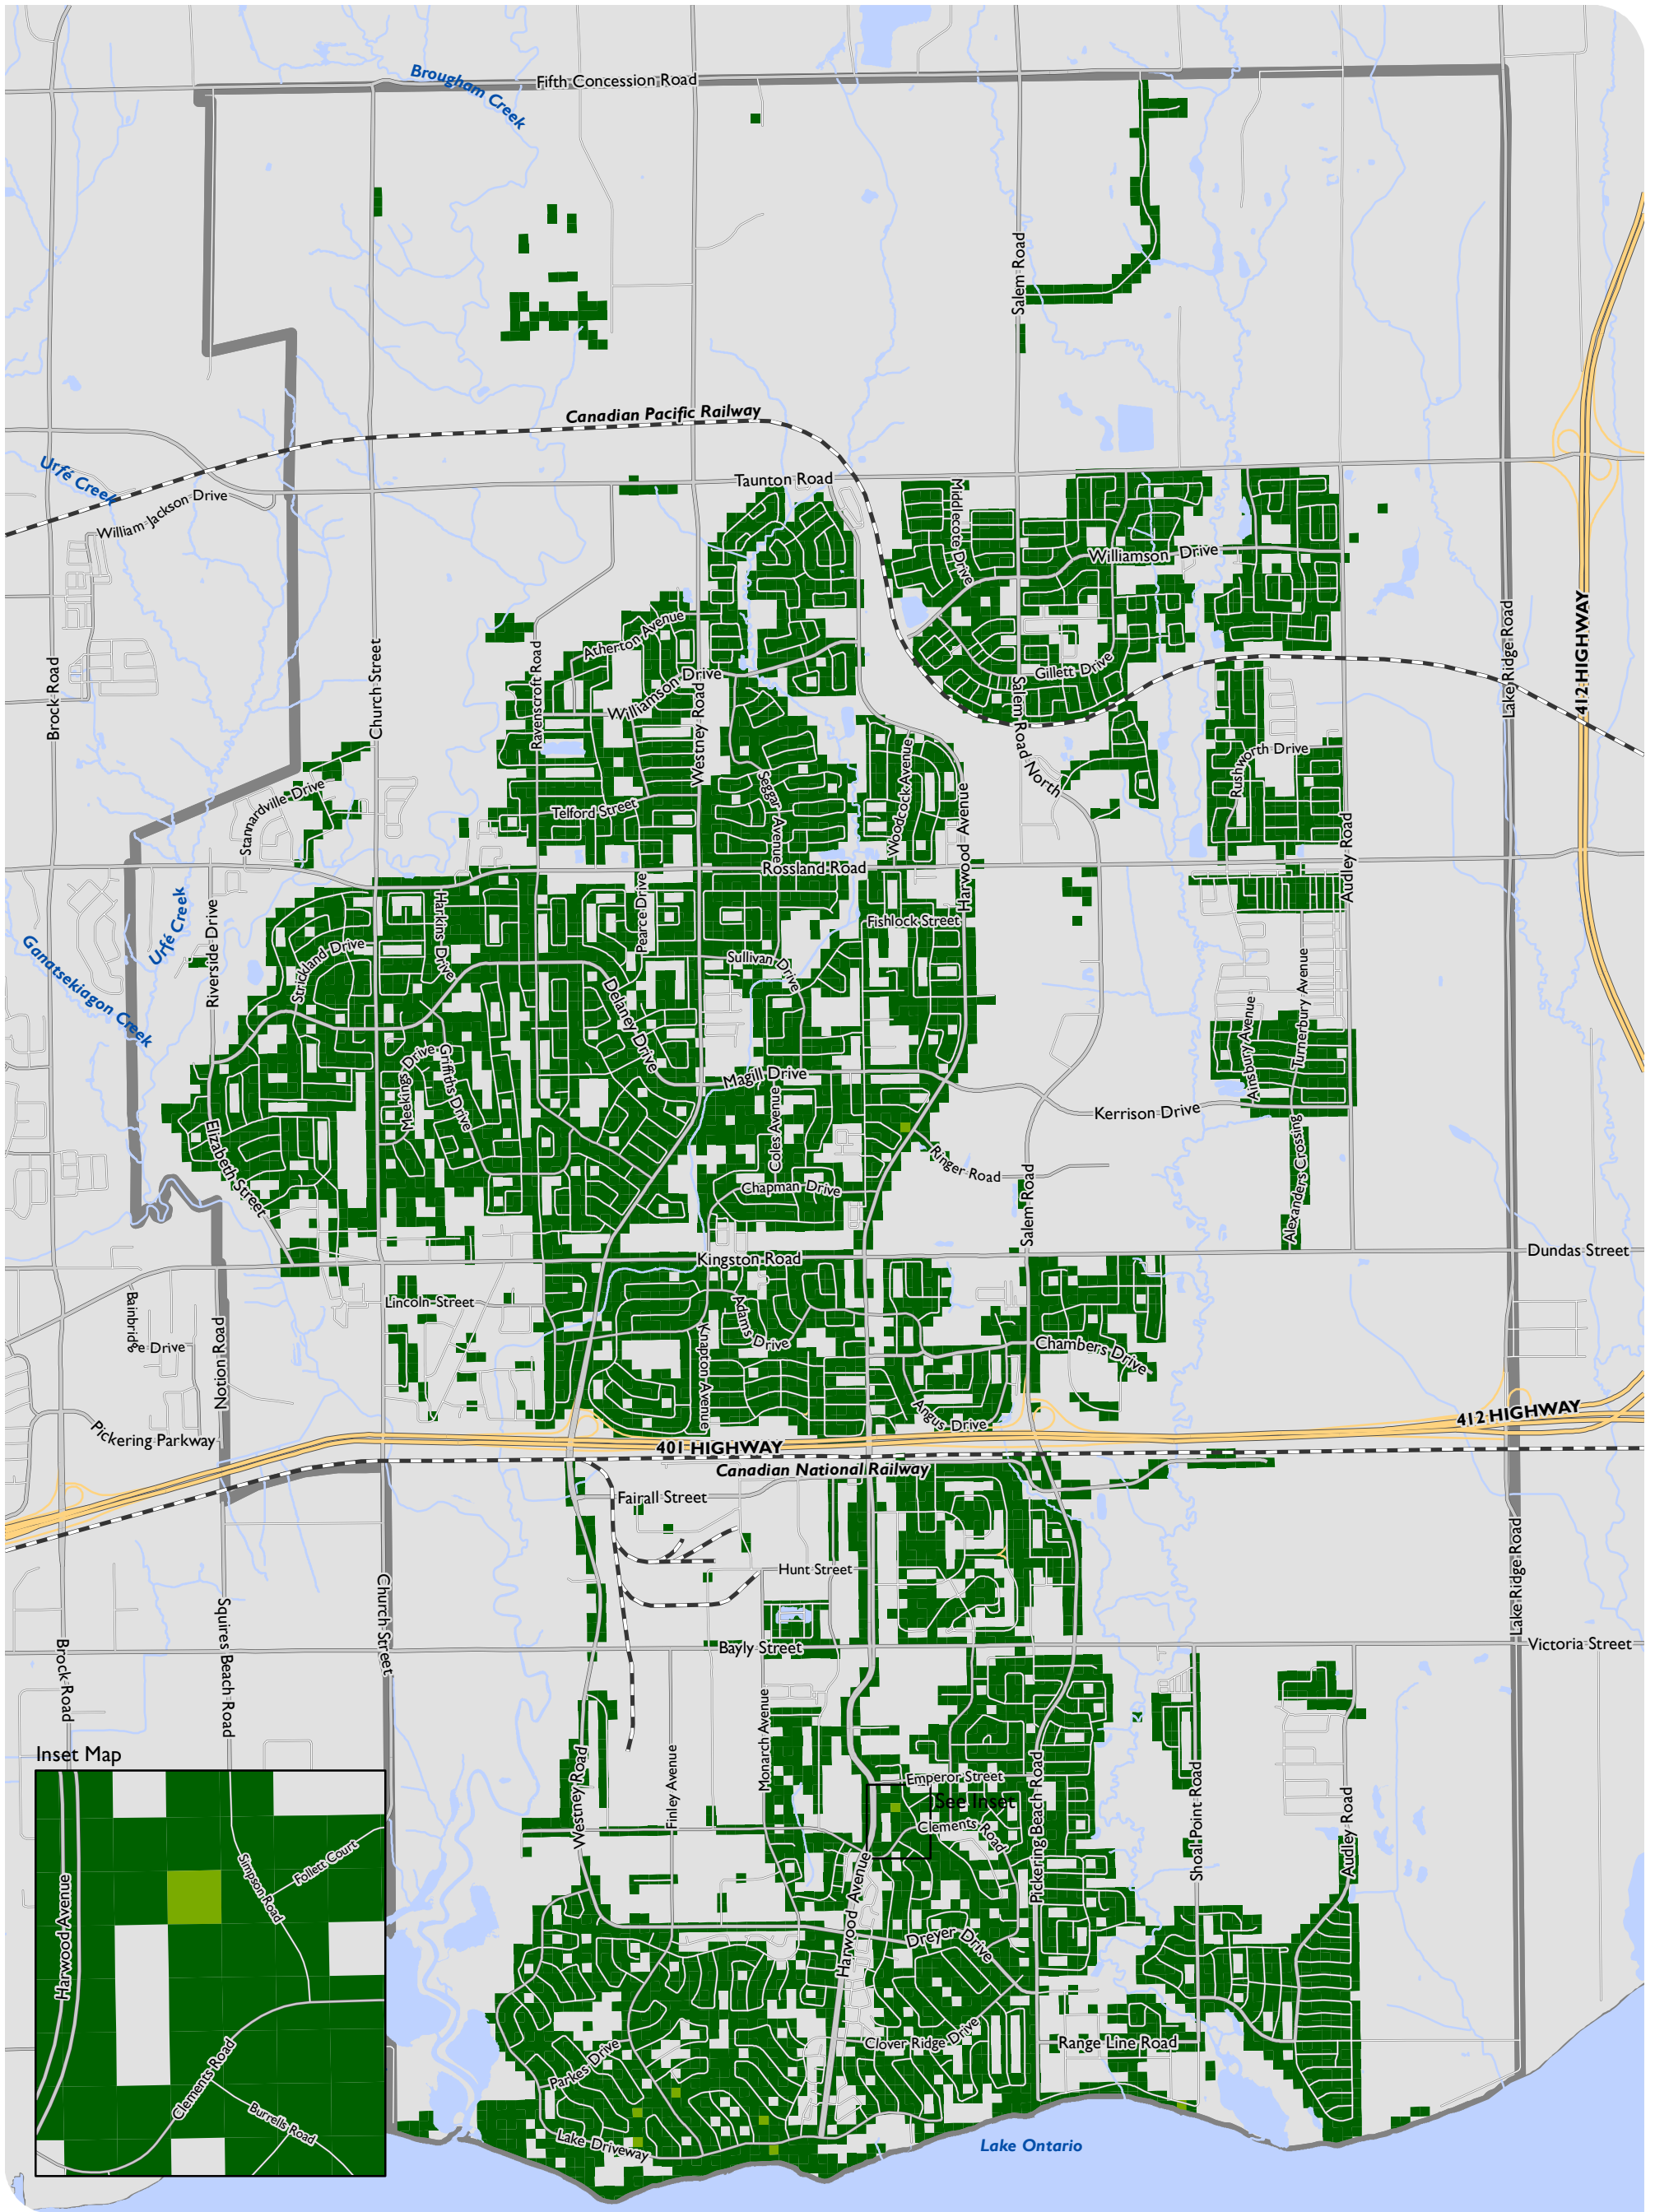 Brougham Creek
Fifth Concession Road
Salem Road
Canadian Pacific Railway
Urfé Creek
Taunton Road
William Jackson Drive
Middlecote Drive
Williamson Drive
Lake Ridge Road
412 HIGHWAY
Brock Road
Church Street
Ravenscroft Road
Atherton Avenue
Williamson Drive
Westney Road
Gillett Drive
Salem Road North
Rushworth Drive
Stannardville Drive
Telford Street
Seggar Avenue
Woodcock Avenue
Harwood Avenue
Audley Road
Rossland Road
Urfé Creek
Ganatsekiagon Creek
Riverside Drive
Strickland Drive
Harkins Drive
Pearce Drive
Fishlock Street
Sullivan Drive
Delaney Drive
Ainsbury Avenue
Turnerbury Avenue
Meekings Drive
Griffiths Drive
Magill Drive
Coles Avenue
Kerrison Drive
Elizabeth Street
Ringer Road
Chapman Drive
Salem Road
Alexanders Crossing
Kingston Road
Dundas Street
Bainbridge Drive
Notion Road
Lincoln Street
Knapton Avenue
Adams Drive
Chambers Drive
Angus Drive
Pickering Parkway
401 HIGHWAY
412 HIGHWAY
Canadian National Railway
Fairall Street
Hunt Street
Church Street
Squires Beach Road
Brock Road
Lake Ridge Road
Bayly Street
Victoria Street
Monarch Avenue
Finley Avenue
Westney Road
Emperor Street
See Inset
Clements Road
Pickering Beach Road
Shoal Point Road
Audley Road
Harwood Avenue
Dreyer Drive
Clover Ridge Drive
Range Line Road
Parkes Drive
Lake Driveway
Lake Ontario
Inset Map
Harwood Avenue
Simpson Road
Follett Court
Clements Road
Burrells Road